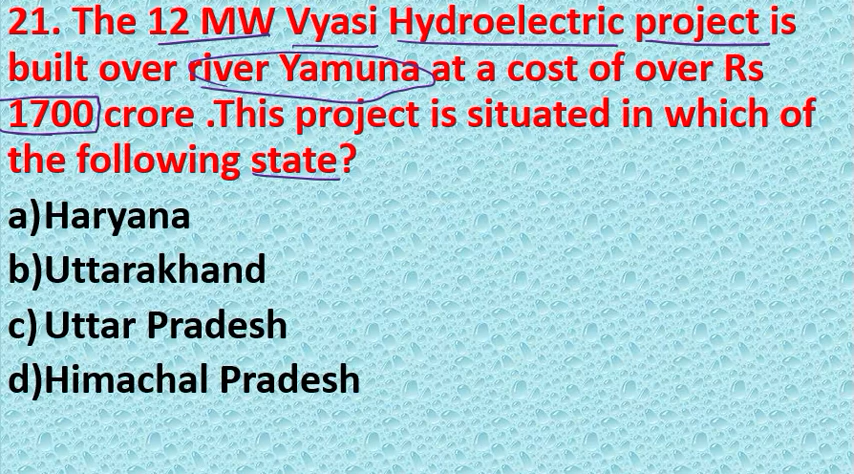 21. The 12 MW Vyasi Hydroelectric project is
built over river Yamuna at a cost of over Rs
1700 crore .This project is situated in which of
the following state?
a)Haryana
b)Uttarakhand
c) Uttar Pradesh
d)Himachal Pradesh